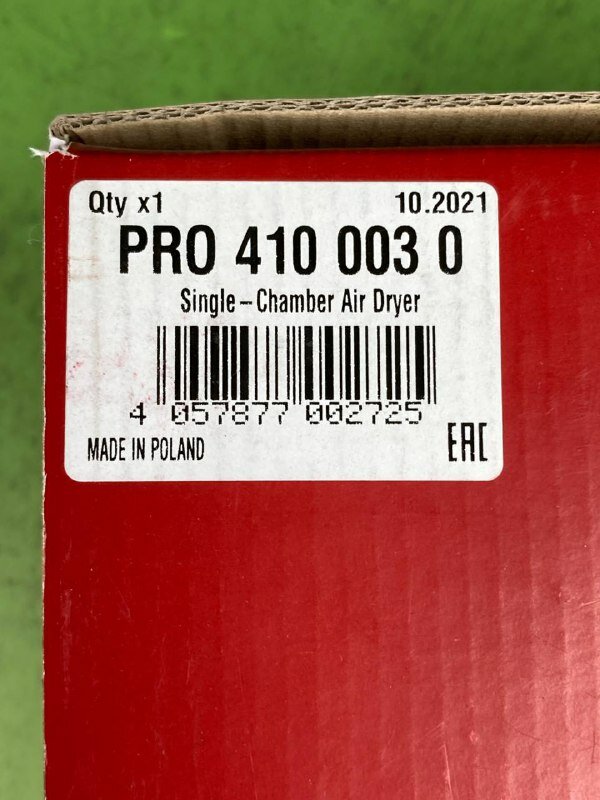 Qty x1 10.2021
PRO 410 003 0
Single-Chamber Air Dryer
4 057877 002725
MADE IN POLAND EAC